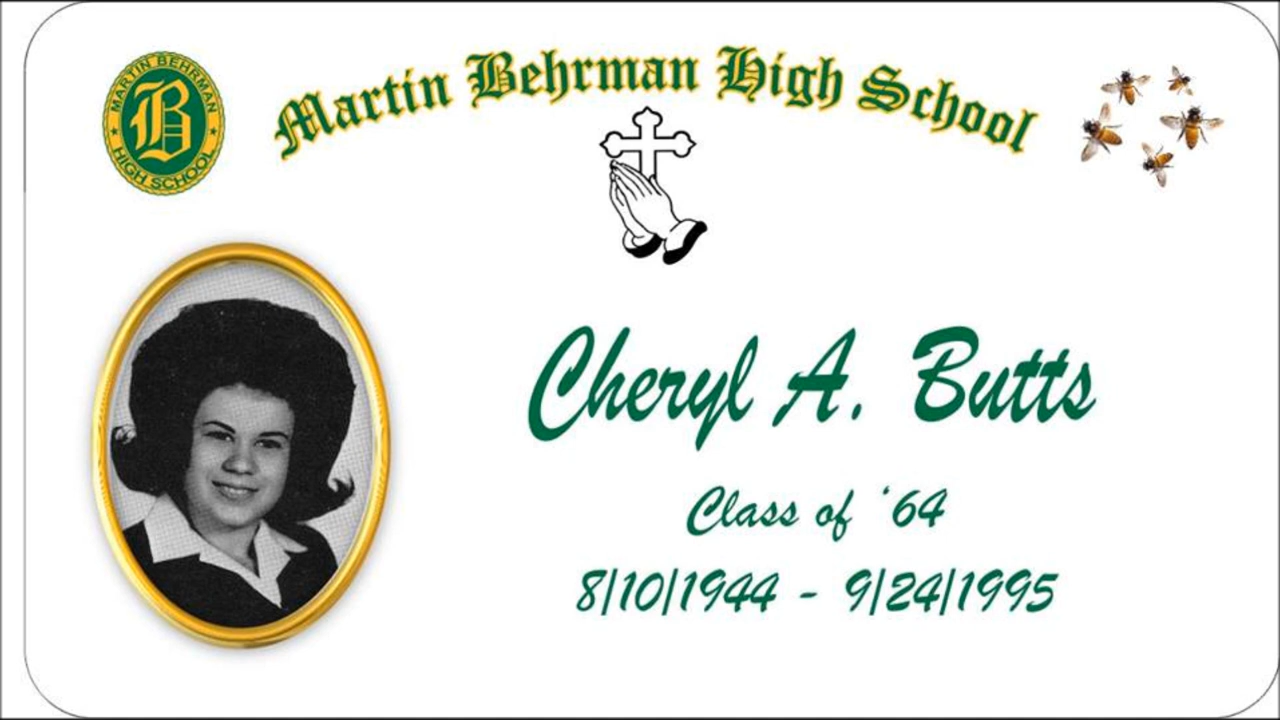 MARTIN BEHRMAN
B
HIGH SCHOOL
Martin Behrman High School
Cheryl A. Butts
Class of ‘64
8/10/1944 - 9/24/1995